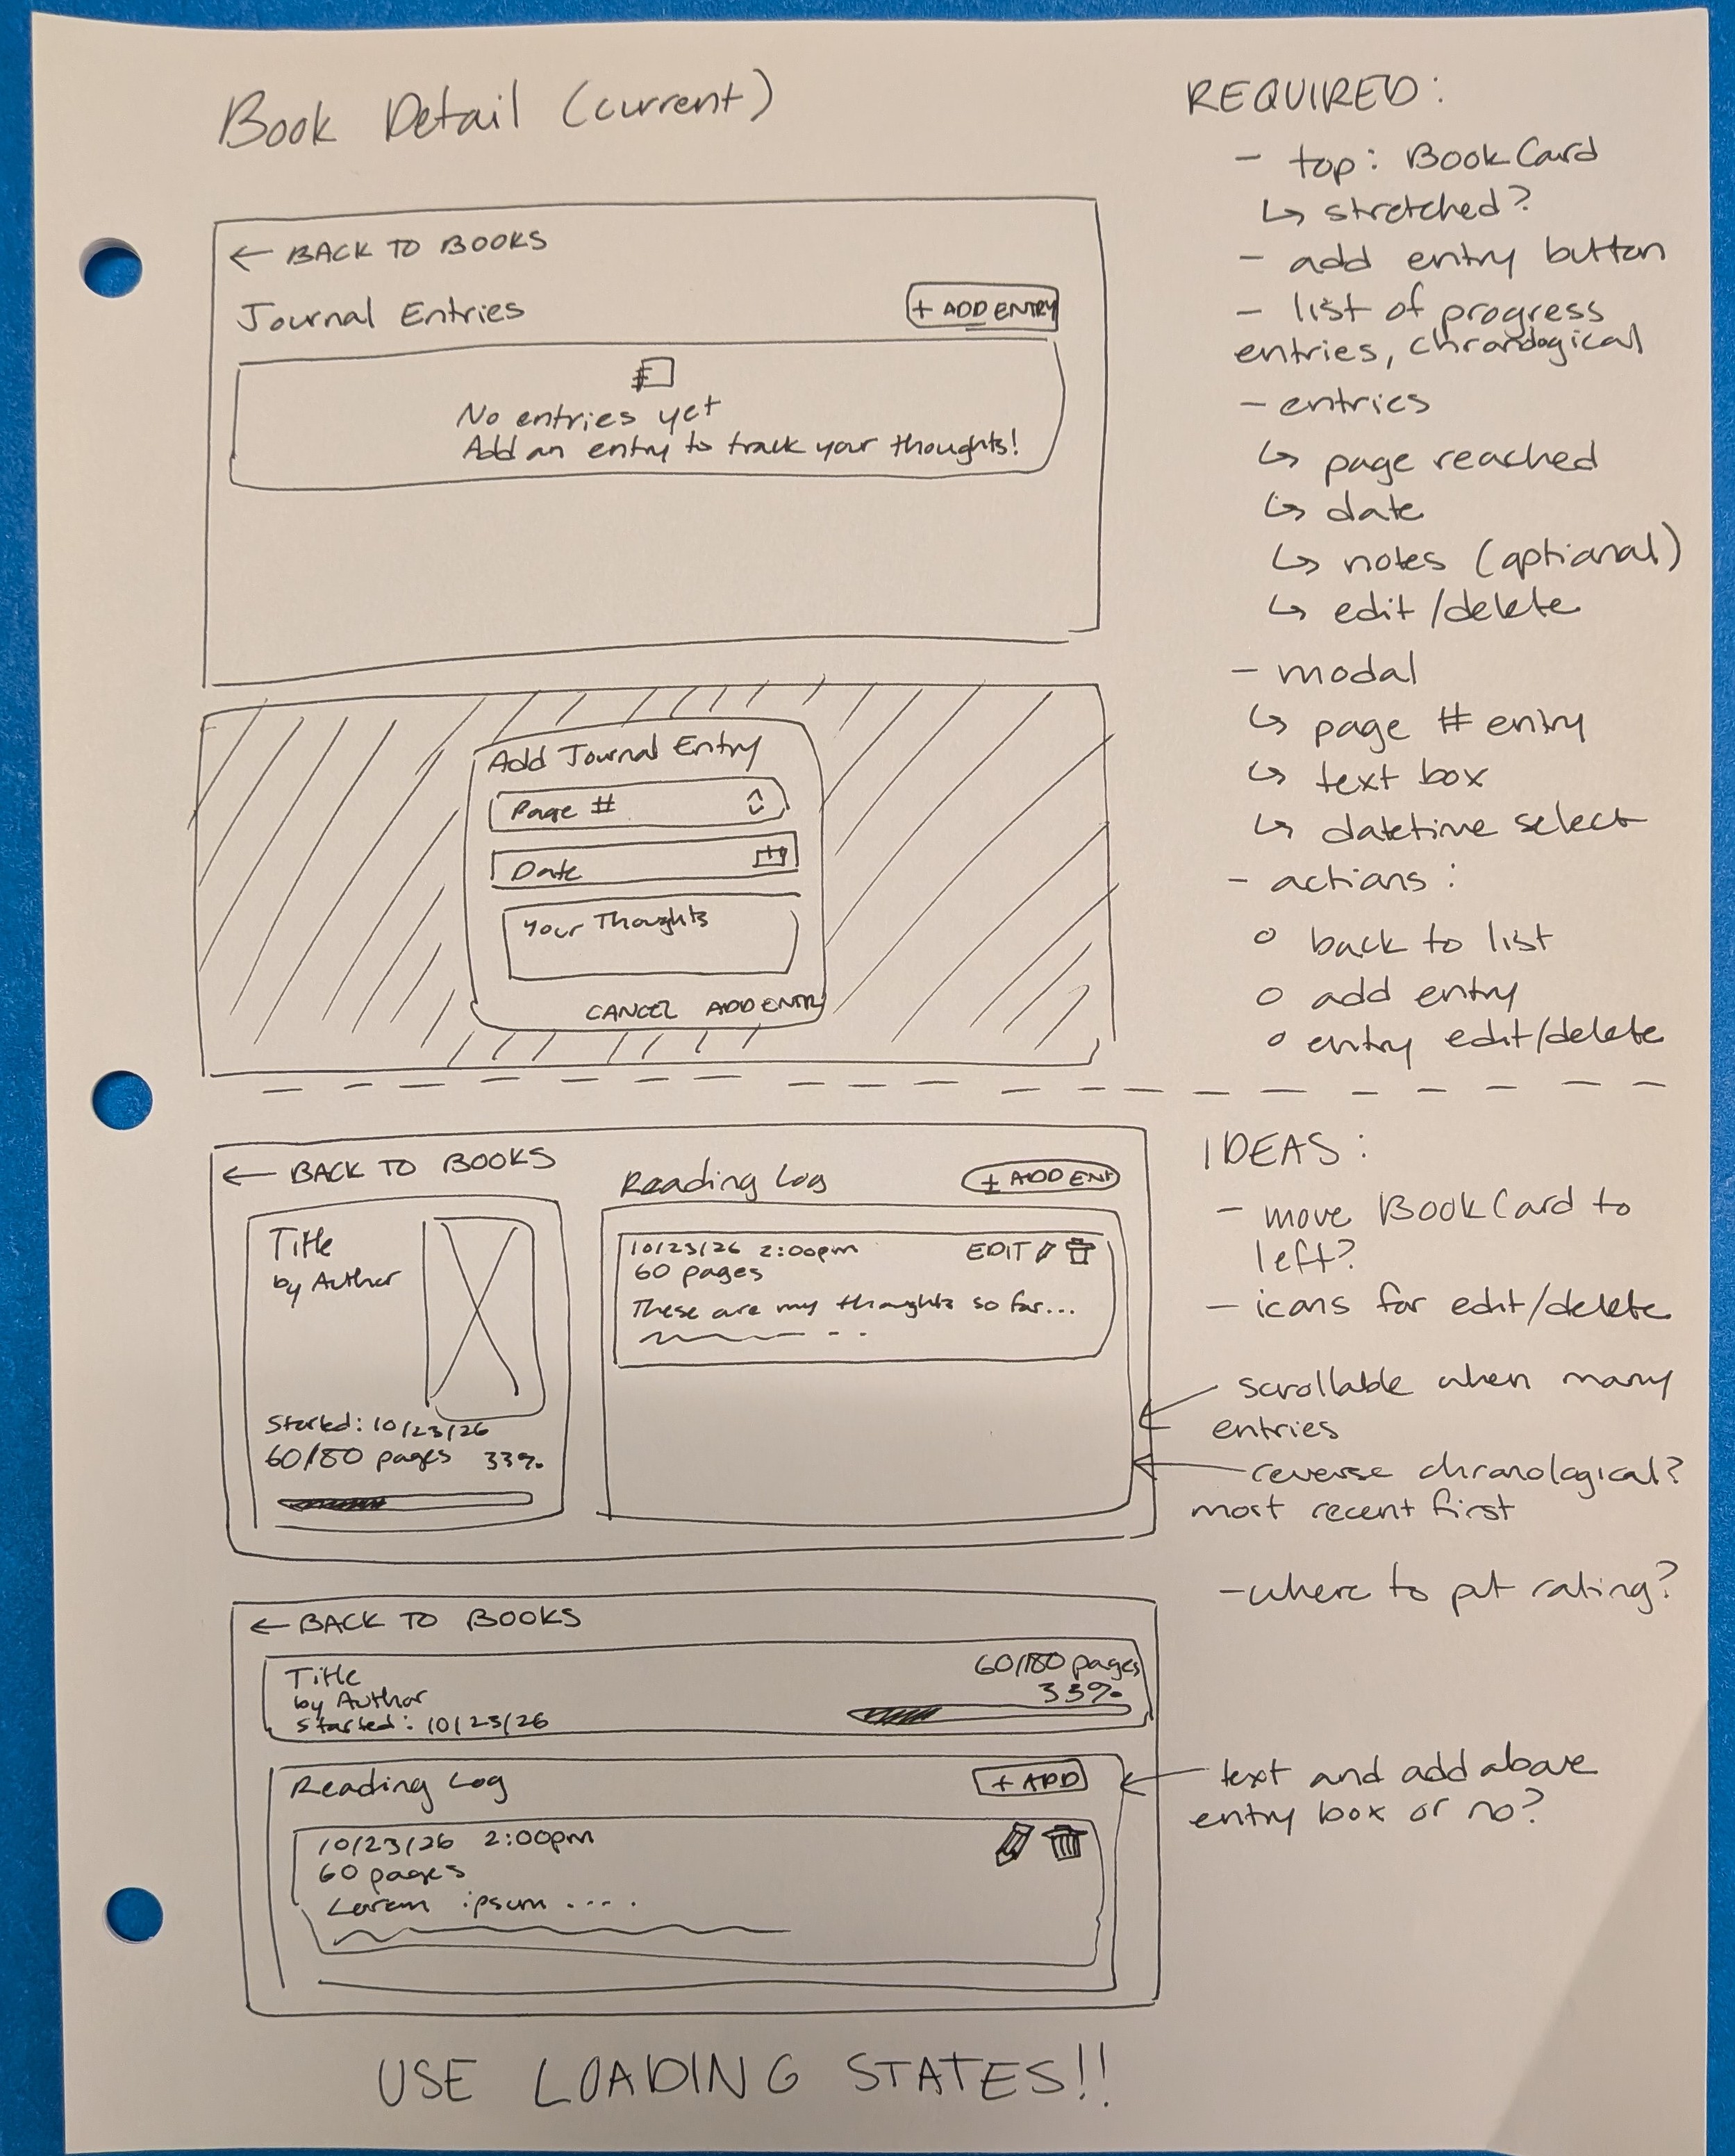 Book Detail (current)
← BACK TO BOOKS
Journal Entries
+ ADD ENTRY
No entries yet
Add an entry to track your thoughts!
Add Journal Entry
Page #
Date
Your Thoughts
CANCEL ADD ENTR
REQUIRED:
- top: BookCard
↳ stretched?
- add entry button
- list of progress
entries, chronological
- entries
↳ page reached
↳ date
↳ notes (optional)
↳ edit/delete
- modal
↳ page # entry
↳ text box
↳ datetime select
- actions:
o back to list
o add entry
o entry edit/delete
← BACK TO BOOKS
Title
by Author
Started: 10/23/26
60/180 pages 33%
Reading Log
+ ADD ENT
10/23/26 2:00pm EDIT
60 pages
These are my thoughts so far...
IDEAS:
- move BookCard to
left?
- icons for edit/delete
scrollable when many
entries
reverse chronological?
most recent first
- where to put rating?
← BACK TO BOOKS
Title
by Author
Started: 10/23/26
60/180 pages
33%
Reading Log
+ ADD
10/23/26 2:00pm
60 pages
Lorem ipsum ....
text and add above
entry box or no?
USE LOADING STATES!!